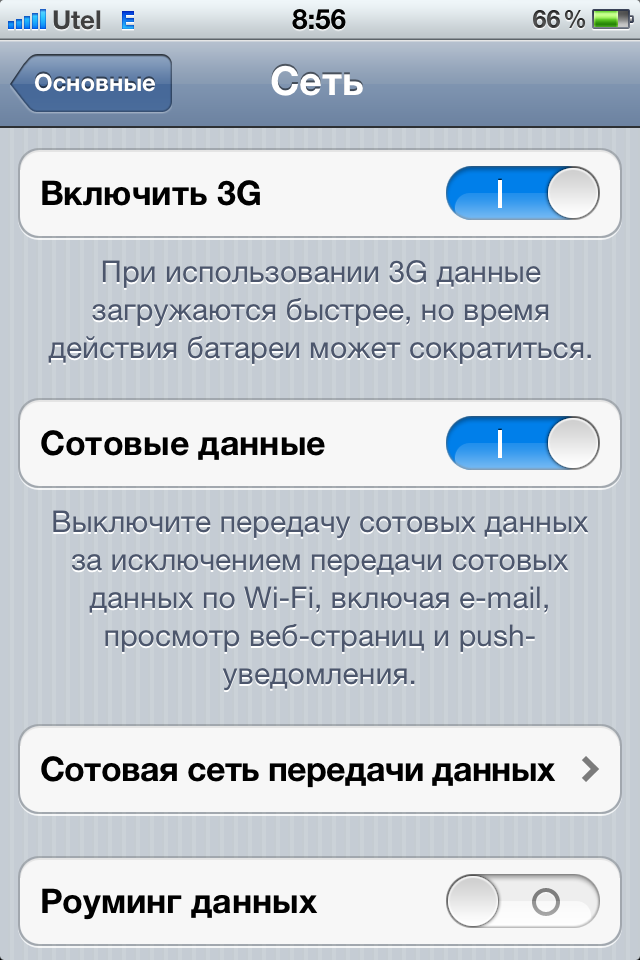 Utel E 8:56 66 %
Основные Сеть
Включить 3G
При использовании 3G данные
загружаются быстрее, но время
действия батареи может сократиться.
Сотовые данные
Выключите передачу сотовых данных
за исключением передачи сотовых
данных по Wi-Fi, включая e-mail,
просмотр веб-страниц и push-
уведомления.
Сотовая сеть передачи данных
Роуминг данных